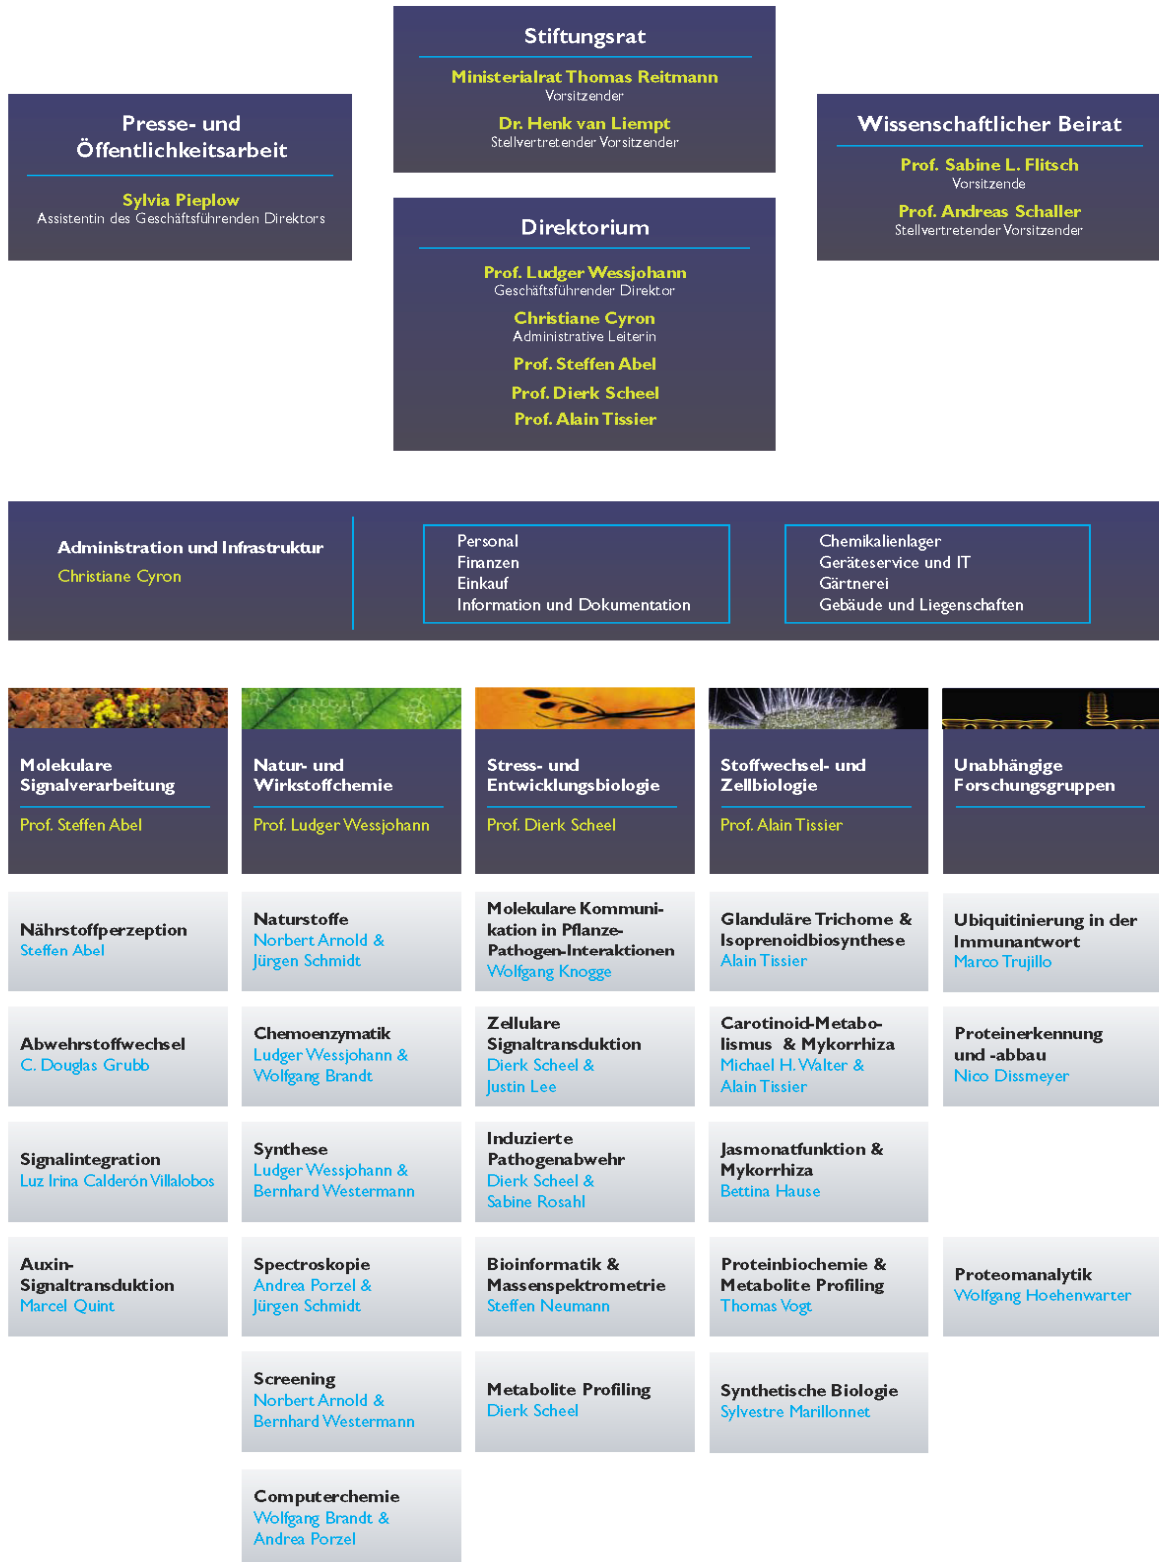 Stiftungsrat
Ministerialrat Thomas Reitmann
Vorsitzender
Dr. Henk van Liempt
Stellvertretender Vorsitzender
Presse- und
Öffentlichkeitsarbeit
Sylvia Pieplow
Assistentin des Geschäftsführenden Direktors
Wissenschaftlicher Beirat
Prof. Sabine L. Flitsch
Vorsitzende
Prof. Andreas Schaller
Stellvertretender Vorsitzender
Direktorium
Prof. Ludger Wessjohann
Geschäftsführender Direktor
Christiane Cyron
Administrative Leiterin
Prof. Steffen Abel
Prof. Dierk Scheel
Prof. Alain Tissier
Administration und Infrastruktur
Christiane Cyron
Personal
Finanzen
Einkauf
Information und Dokumentation
Chemikalienlager
Geräteservice und IT
Gärtnerei
Gebäude und Liegenschaften
Molekulare
Signalverarbeitung
Prof. Steffen Abel
Nährstoffperzeption
Steffen Abel
Abwehrstoffwechsel
C. Douglas Grubb
Signalintegration
Luz Irina Calderón Villalobos
Auxin-
Signaltransduktion
Marcel Quint
Natur- und
Wirkstoffchemie
Prof. Ludger Wessjohann
Naturstoffe
Norbert Arnold &
Jürgen Schmidt
Chemoenzymatik
Ludger Wessjohann &
Wolfgang Brandt
Synthese
Ludger Wessjohann &
Bernhard Westermann
Spectroskopie
Andrea Porzel &
Jürgen Schmidt
Screening
Norbert Arnold &
Bernhard Westermann
Computerchemie
Wolfgang Brandt &
Andrea Porzel
Stress- und
Entwicklungsbiologie
Prof. Dierk Scheel
Molekulare Kommuni-
kation in Pflanze-
Pathogen-Interaktionen
Wolfgang Knogge
Zellulare
Signaltransduktion
Dierk Scheel &
Justin Lee
Induzierte
Pathogenabwehr
Dierk Scheel &
Sabine Rosahl
Bioinformatik &
Massenspektrometrie
Steffen Neumann
Metabolite Profiling
Dierk Scheel
Stoffwechsel- und
Zellbiologie
Prof. Alain Tissier
Glanduläre Trichome &
Isoprenoidbiosynthese
Alain Tissier
Carotinoid-Metabo-
lismus & Mykorrhiza
Michael H. Walter &
Alain Tissier
Jasmonatfunktion &
Mykorrhiza
Bettina Hause
Proteinbiochemie &
Metabolite Profiling
Thomas Vogt
Synthetische Biologie
Sylvestre Marillonnet
Unabhängige
Forschungsgruppen
Ubiquitinierung in der
Immunantwort
Marco Trujillo
Proteinerkennung
und -abbau
Nico Dissmeyer
Proteomanalytik
Wolfgang Hoehenwarter